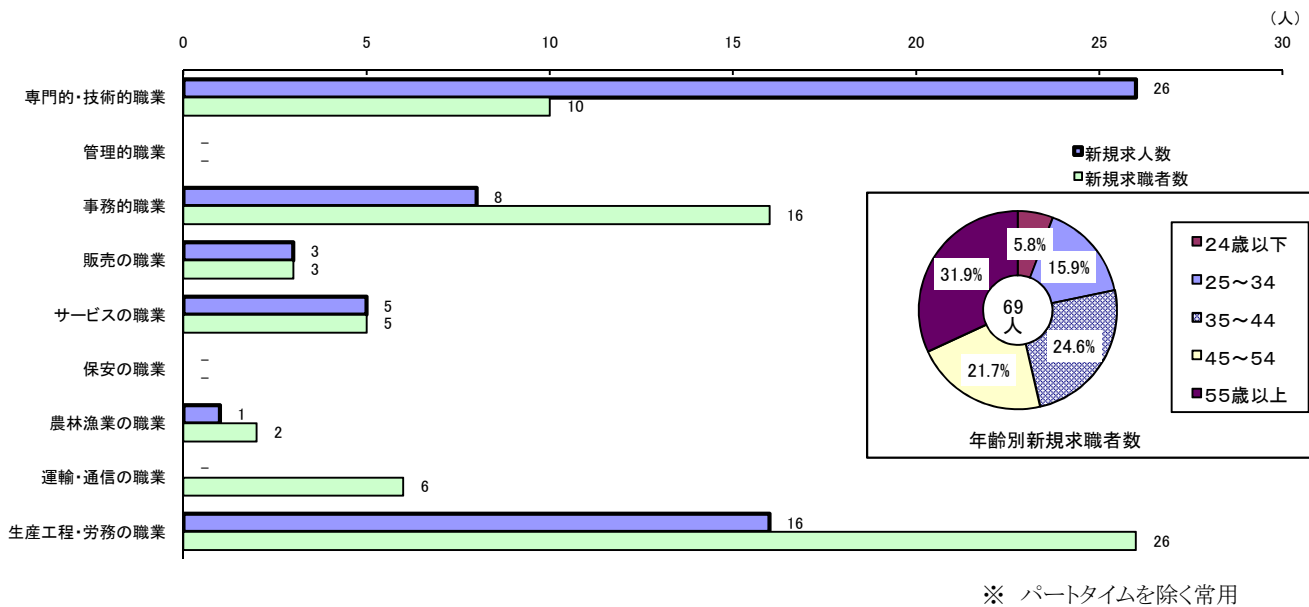 （人）
0 5 10 15 20 25 30
専門的・技術的職業 26
10
管理的職業 －
－
■新規求人数
□新規求職者数
事務的職業 8
16
販売の職業 3
3
サービスの職業 5
5
保安の職業 －
－
農林漁業の職業 1
2
運輸・通信の職業 －
6
生産工程・労務の職業 16
26
5.8%
15.9%
24.6%
21.7%
31.9%
69
人
24歳以下
25～34
35～44
45～54
55歳以上
年齢別新規求職者数
※ パートタイムを除く常用